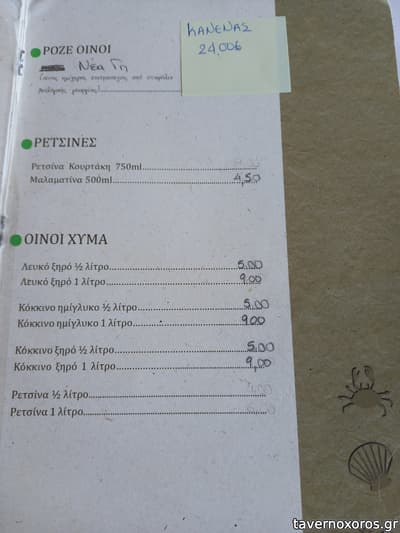 ΡΟΖΕ ΟΙΝΟΙ
Νέα Γη
ΚΑΝΕΝΑΣ
24,00€
ΡΕΤΣΙΝΕΣ
Ρετσίνα Κουρτάκη 750ml
Μαλαματίνα 500ml 4,50
ΟΙΝΟΙ ΧΥΜΑ
Λευκό ξηρό ½ λίτρο 5.00
Λευκό ξηρό 1 λίτρο 9.00
Κόκκινο ημίγλυκο ½ λίτρο 5.00
Κόκκινο ημίγλυκο 1 λίτρο 9.00
Κόκκινο ξηρό ½ λίτρο 5.00
Κόκκινο ξηρό 1 λίτρο 9,00
Ρετσίνα ½ λίτρο
Ρετσίνα 1 λίτρο
tavernoxoros.gr